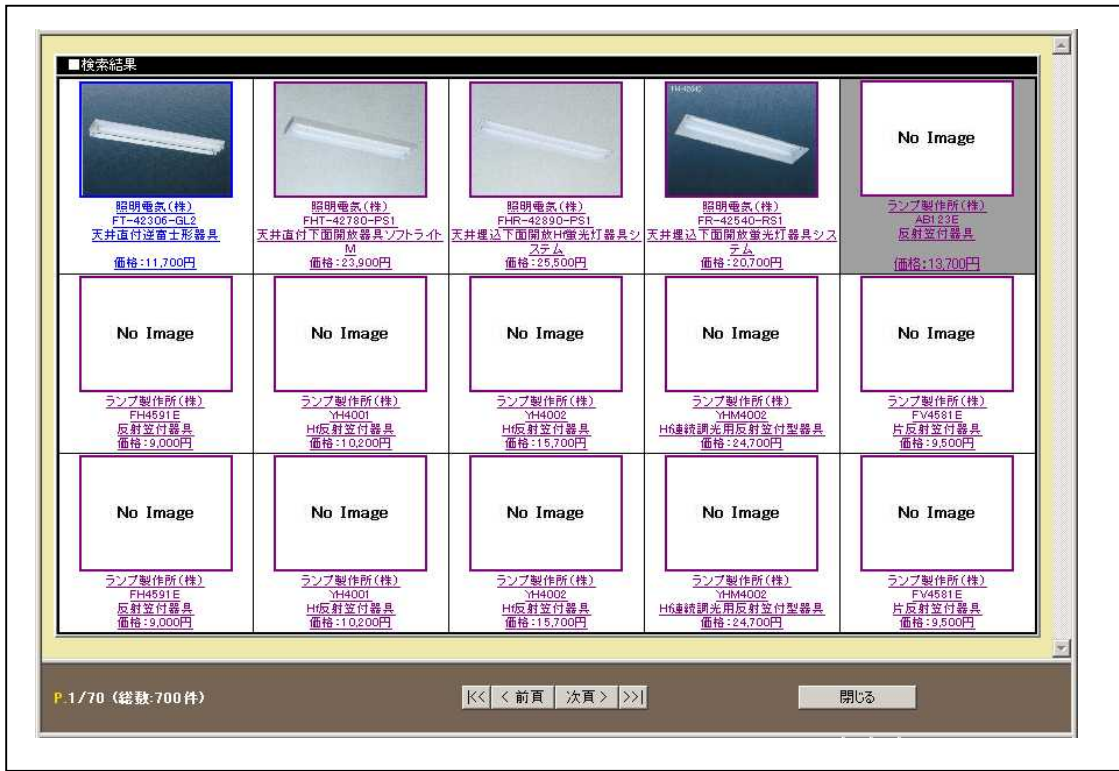 ■検索結果
YH-42540
照明電気(株)
FT-42306-GL2
天井直付逆富士形器具
価格:11,700円
照明電気(株)
FHT-42780-PS1
天井直付下面開放器具ソフトライト
M
価格:23,900円
照明電気(株)
FHR-42890-PS1
天井埋込下面開放Hf蛍光灯器具シ
ステム
価格:25,500円
照明電気(株)
FR-42540-RS1
天井埋込下面開放蛍光灯器具シス
テム
価格:20,700円
No Image
ランプ製作所(株)
AB123E
反射笠付器具
価格:13,700円
No Image
ランプ製作所(株)
FH4591E
反射笠付器具
価格:9,000円
No Image
ランプ製作所(株)
YH4001
Hf反射笠付器具
価格:10,200円
No Image
ランプ製作所(株)
YH4002
Hf反射笠付器具
価格:15,700円
No Image
ランプ製作所(株)
YHM4002
Hf連続調光用反射笠付型器具
価格:24,700円
No Image
ランプ製作所(株)
FV4581E
片反射笠付器具
価格:9,500円
No Image
ランプ製作所(株)
FH4591E
反射笠付器具
価格:9,000円
No Image
ランプ製作所(株)
YH4001
Hf反射笠付器具
価格:10,200円
No Image
ランプ製作所(株)
YH4002
Hf反射笠付器具
価格:15,700円
No Image
ランプ製作所(株)
YHM4002
Hf連続調光用反射笠付型器具
価格:24,700円
No Image
ランプ製作所(株)
FV4581E
片反射笠付器具
価格:9,500円
P.1/70 (総数:700件)
|<< < 前頁 次頁 > >>|
閉じる